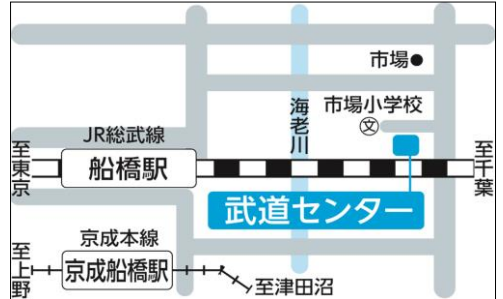 市場●
市場小学校
文
海老川
JR総武線
船橋駅
至東京
至千葉
武道センター
京成本線
京成船橋駅
至上野
至津田沼